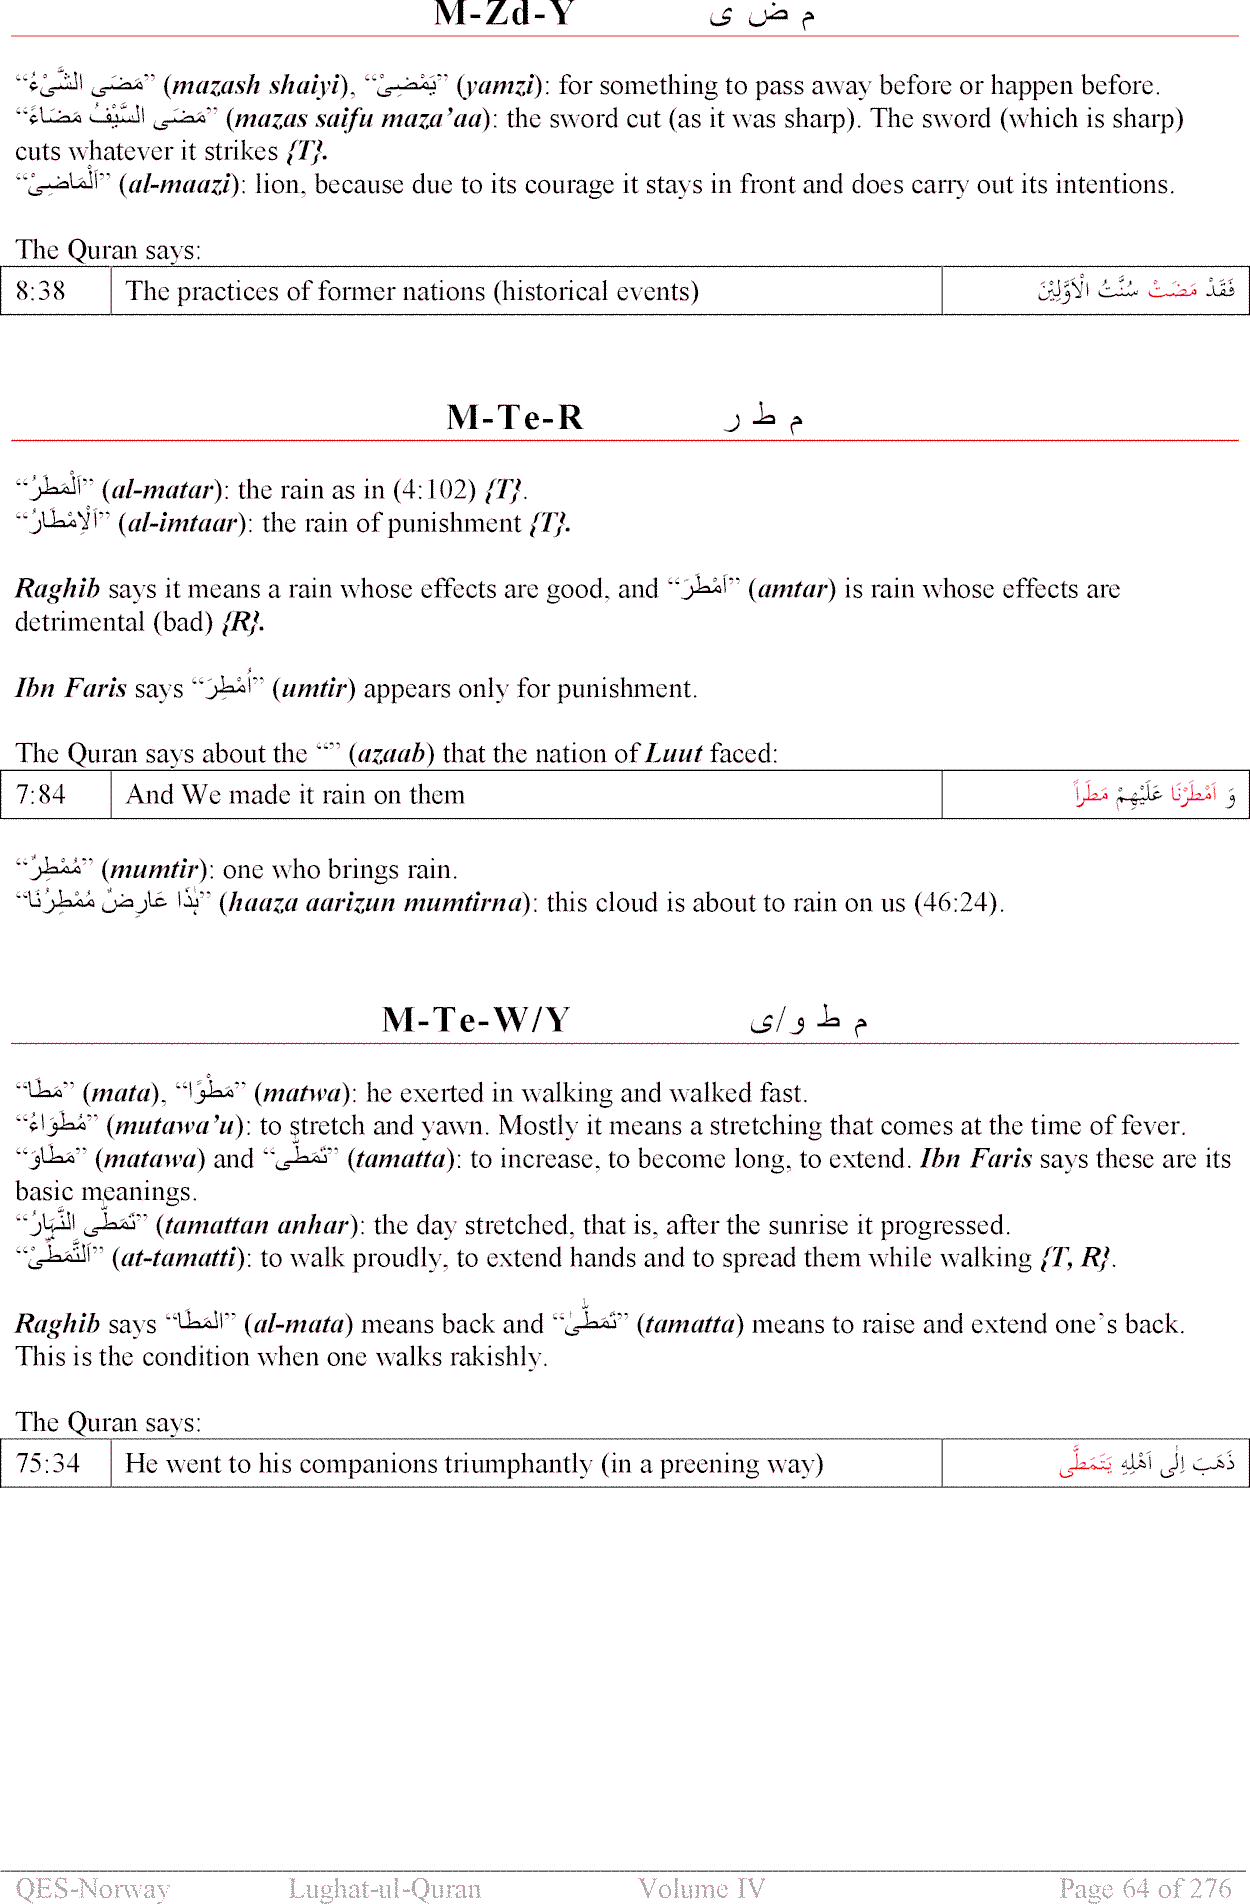 M-Zd-Y م ض ى
“مَضَى الشَّىْءُ” (mazash shaiyi), “يَمْضِىْ” (yamzi): for something to pass away before or happen before.
“مَضَى السَّيْفُ مَضَاءً” (mazas saifu maza’aa): the sword cut (as it was sharp). The sword (which is sharp)
cuts whatever it strikes {T}.
“اَلْمَاضِىْ” (al-maazi): lion, because due to its courage it stays in front and does carry out its intentions.
The Quran says:
8:38 The practices of former nations (historical events) فَقَدْ مَضَتْ سُنَّتُ الْاَوَّلِيْنَ
M-Te-R م ط ر
“اَلْمَطَرُ” (al-matar): the rain as in (4:102) {T}.
“اَلْاِمْطَارُ” (al-imtaar): the rain of punishment {T}.
Raghib says it means a rain whose effects are good, and “اَمْطَرَ” (amtar) is rain whose effects are
detrimental (bad) {R}.
Ibn Faris says “اُمْطِرَ” (umtir) appears only for punishment.
The Quran says about the “” (azaab) that the nation of Luut faced:
7:84 And We made it rain on them وَ اَمْطَرْنَا عَلَيْهِمْ مَطَراً
“مُمْطِرٌ” (mumtir): one who brings rain.
“ہٰذَا عَارِضٌ مُمْطِرُنَا” (haaza aarizun mumtirna): this cloud is about to rain on us (46:24).
M-Te-W/Y م ط و/ى
“مَطَا” (mata), “مَطْوًا” (matwa): he exerted in walking and walked fast.
“مُطَوَاءُ” (mutawa’u): to stretch and yawn. Mostly it means a stretching that comes at the time of fever.
“مَطَاوَ” (matawa) and “تَمَطّٰى” (tamatta): to increase, to become long, to extend. Ibn Faris says these are its
basic meanings.
“تَمَطَّى النَّہَارُ” (tamattan anhar): the day stretched, that is, after the sunrise it progressed.
“اَلتَّمَطِّىْ” (at-tamatti): to walk proudly, to extend hands and to spread them while walking {T, R}.
Raghib says “المَطَا” (al-mata) means back and “تَمَطّٰى” (tamatta) means to raise and extend one’s back.
This is the condition when one walks rakishly.
The Quran says:
75:34 He went to his companions triumphantly (in a preening way) ذَهَبَ اِلٰى اَهْلِهِ يَتَمَطَّى
QES-Norway Lughat-ul-Quran Volume IV Page 64 of 276